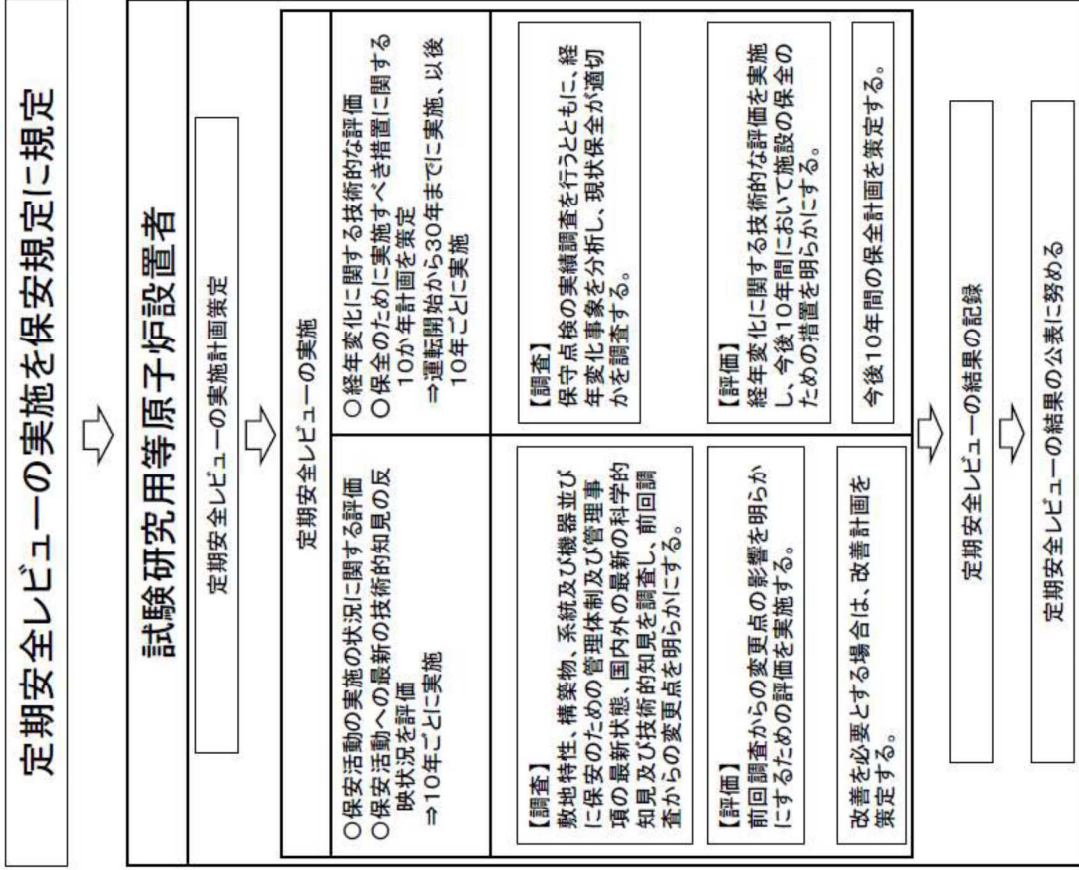 定期安全レビューの実施を保安規定に規定
試験研究用等原子炉設置者
定期安全レビューの実施計画策定
定期安全レビューの実施
○保安活動の実施の状況に関する評価
○保安活動への最新の技術的知見の反
映状況を評価
⇒10年ごとに実施
【調査】
敷地特性、構築物、系統及び機器並び
に保安のための管理体制及び管理事
項の最新状態、国内外の最新の科学的
知見及び技術的知見を調査し、前回調
査からの変更点を明らかにする。
【評価】
前回調査からの変更点の影響を明らか
にするための評価を実施する。
改善を必要とする場合は、改善計画を
策定する。
○経年変化に関する技術的な評価
○保全のために実施すべき措置に関する
10か年計画を策定
⇒運転開始から30年までに実施、以後
10年ごとに実施
【調査】
保守点検の実績調査を行うとともに、経
年変化事象を分析し、現状保全が適切
かを調査する。
【評価】
経年変化に関する技術的な評価を実施
し、今後10年間において施設の保全の
ための措置を明らかにする。
今後10年間の保全計画を策定する。
定期安全レビューの結果の記録
定期安全レビューの結果の公表に努める